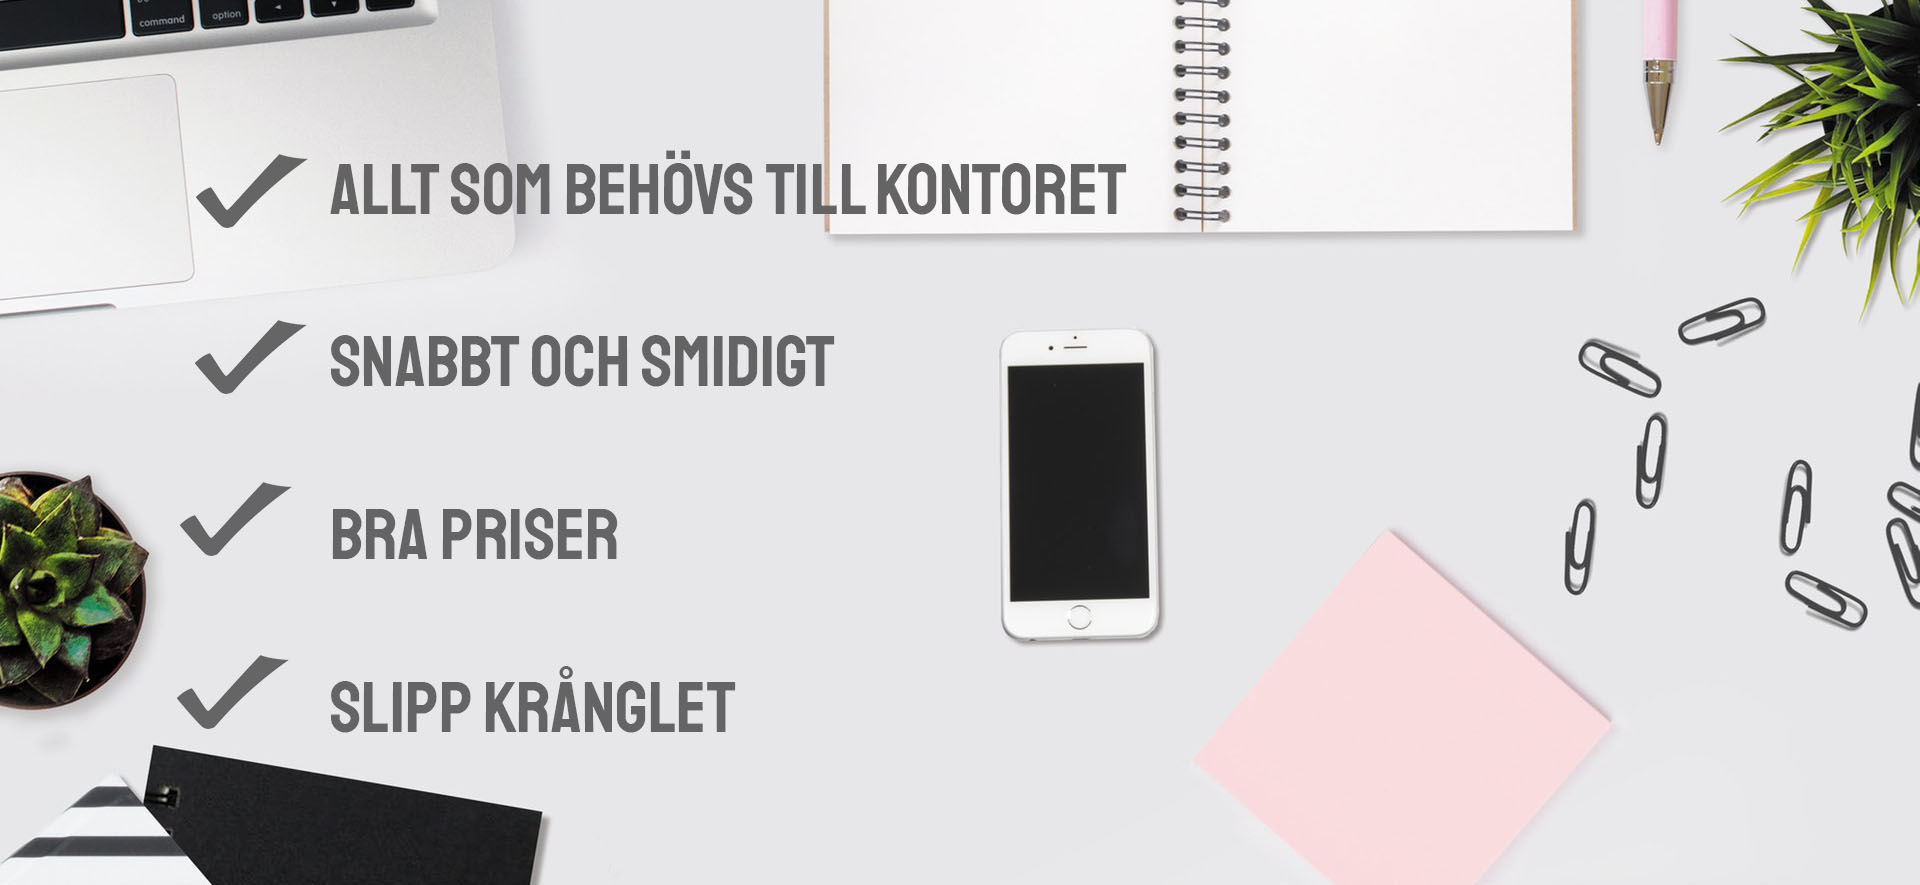 command
option
ALLT SOM BEHÖVS TILL KONTORET
SNABBT OCH SMIDIGT
BRA PRISER
SLIPP KRÅNGLET